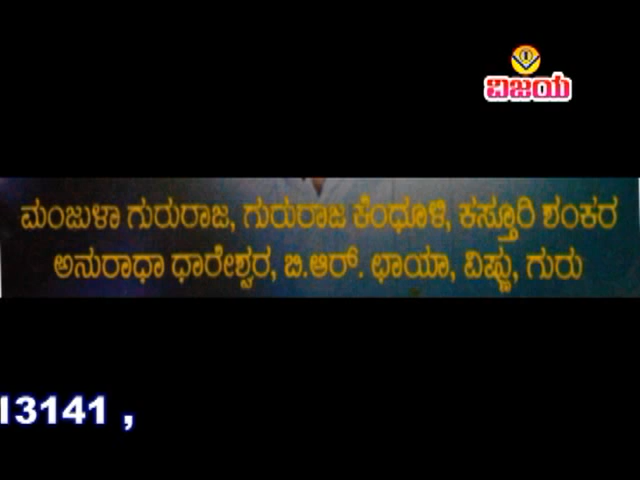 ವಿಜಯ
ಮಂಜುಳಾ ಗುರುರಾಜ, ಗುರುರಾಜ ಕೆಂಧೂಳಿ, ಕಸ್ತೂರಿ ಶಂಕರ
ಅನುರಾಧಾ ಧಾರೇಶ್ವರ, ಬಿ.ಆರ್. ಛಾಯಾ, ವಿಷ್ಣು, ಗುರು
13141 ,